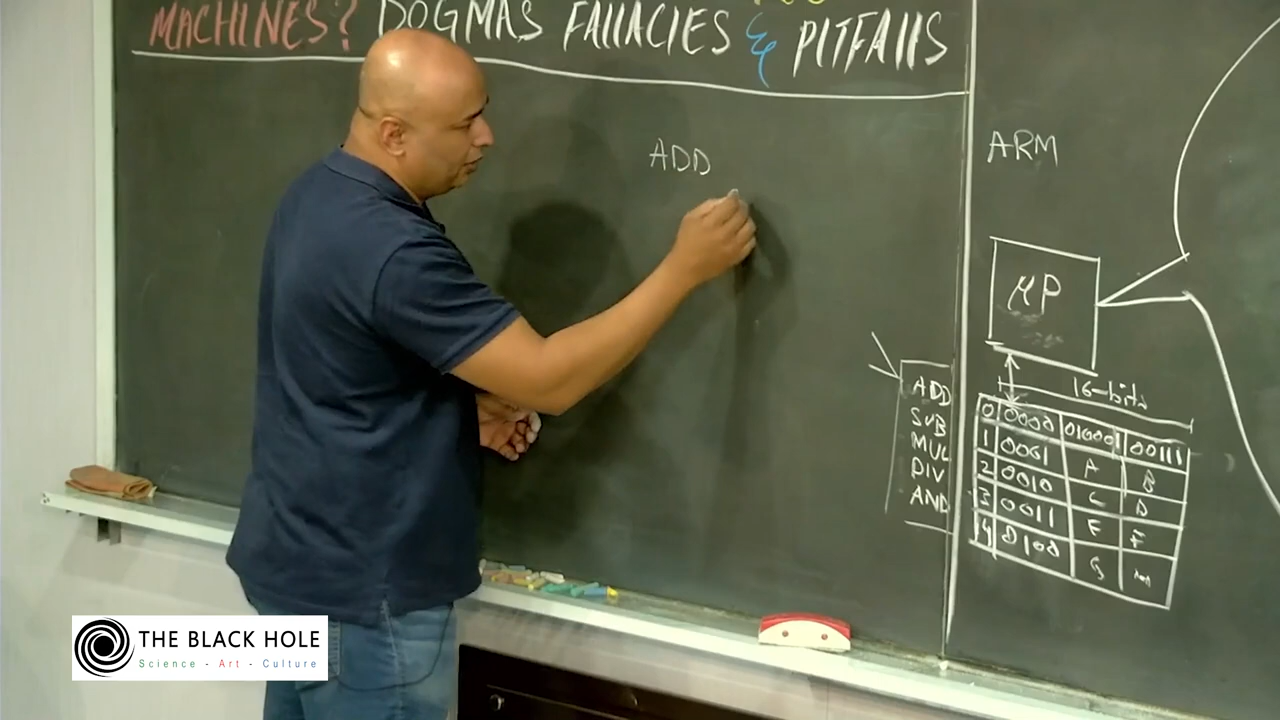 MACHINES? DOGMAS FALLACIES & PITFALLS
ADD
ARM
μP
16-bits
ADD
SUB
MUL
DIV
AND
0 0000 010001 00111
1 0001 A B
2 0010 C D
3 0011 E F
4 0100 G
THE BLACK HOLE
Science - Art - Culture